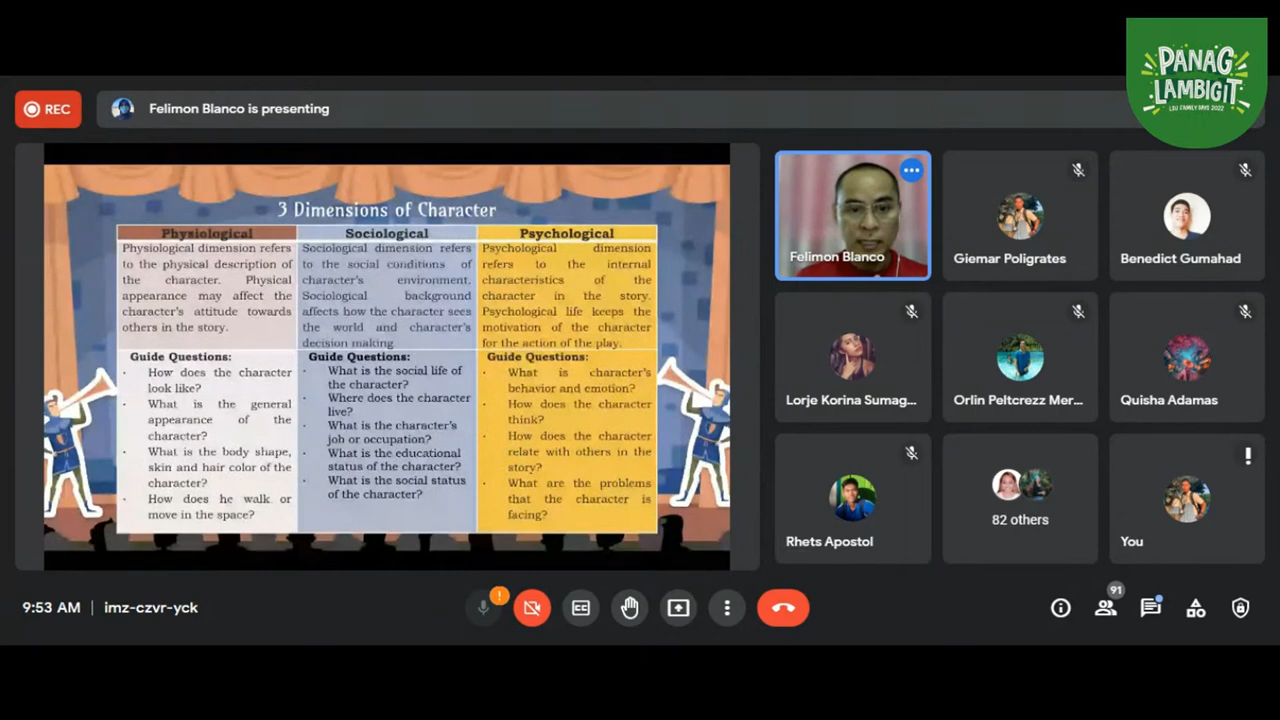 PANAG
LAMBIGIT
LSU FAMILY DAYS 2022
REC
Felimon Blanco is presenting
3 Dimensions of Character
Physiological
Physiological dimension refers
to the physical description of
the character. Physical
appearance may affect the
character's attitude towards
others in the story.
Guide Questions:
· How does the character
look like?
· What is the general
appearance of the
character?
· What is the body shape,
skin and hair color of the
character?
· How does he walk or
move in the space?
Sociological
Sociological dimension refers
to the social conditions of
character's environment.
Sociological background
affects how the character sees
the world and character's
decision making
Guide Questions:
· What is the social life of
the character?
· Where does the character
live?
· What is the character's
job or occupation?
· What is the educational
status of the character?
· What is the social status
of the character?
Psychological
Psychological dimension
refers to the internal
characteristics of the
character in the story.
Psychological life keeps the
motivation of the character
for the action of the play.
Guide Questions:
· What is character's
behavior and emotion?
· How does the character
think?
· How does the character
relate with others in the
story?
· What are the problems
that the character is
facing?
Felimon Blanco
Giemar Poligrates
Benedict Gumahad
Lorje Korina Sumag...
Orlin Peltcrezz Mer...
Quisha Adamas
Rhets Apostol
82 others
You
9:53 AM | imz-czvr-yck
91